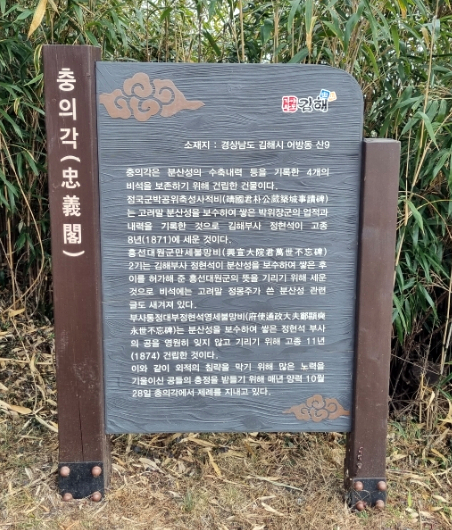 충의각(忠義閣)
김해
소재지 : 경상남도 김해시 어방동 산9
충의각은 분산성의 수축내력 등을 기록한 4개의
비석을 보존하기 위해 건립한 건물이다.
정국군박공위축성사적비(靖國君朴公葳築城事蹟碑)
는 고려말 분산성을 보수하여 쌓은 박위장군의 업적과
내력을 기록한 것으로 김해부사 정현석이 고종
8년(1871)에 세운 것이다.
흥선대원군만세불망비(興宣大院君萬世不忘碑)
2기는 김해부사 정현석이 분산성을 보수하여 쌓은 후
이를 허가해 준 흥선대원군의 뜻을 기리기 위해 세운
것으로 비석에는 고려말 정몽주가 쓴 분산성 관련
글도 새겨져 있다.
부사통정대부정현석영세불망비(府使通政大夫鄭顯奭
永世不忘碑)는 분산성을 보수하여 쌓은 정현석 부사
의 공을 영원히 잊지 않고 기리기 위해 고종 11년
(1874) 건립한 것이다.
이와 같이 외적의 침략을 막기 위해 많은 노력을
기울이신 공들의 충정을 받들기 위해 매년 양력 10월
28일 충의각에서 제례를 지내고 있다.